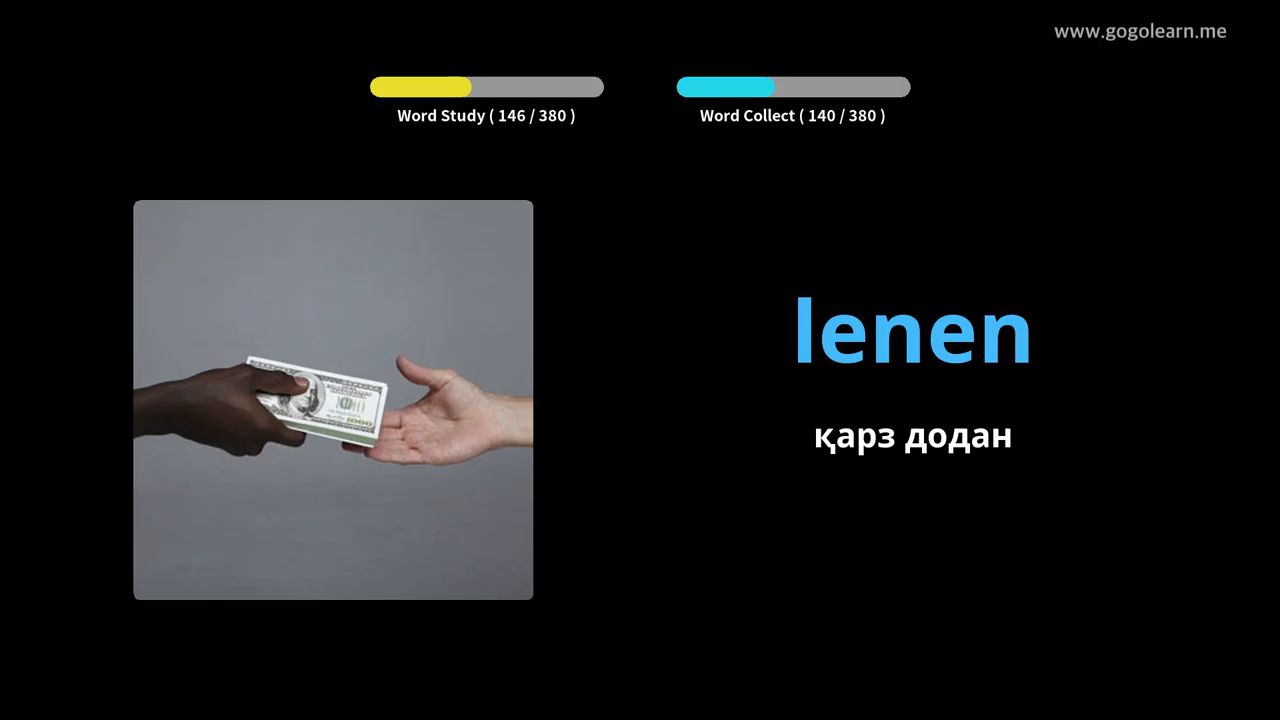 www.gogolearn.me
Word Study ( 146 / 380 )
Word Collect ( 140 / 380 )
lenen
қарз додан